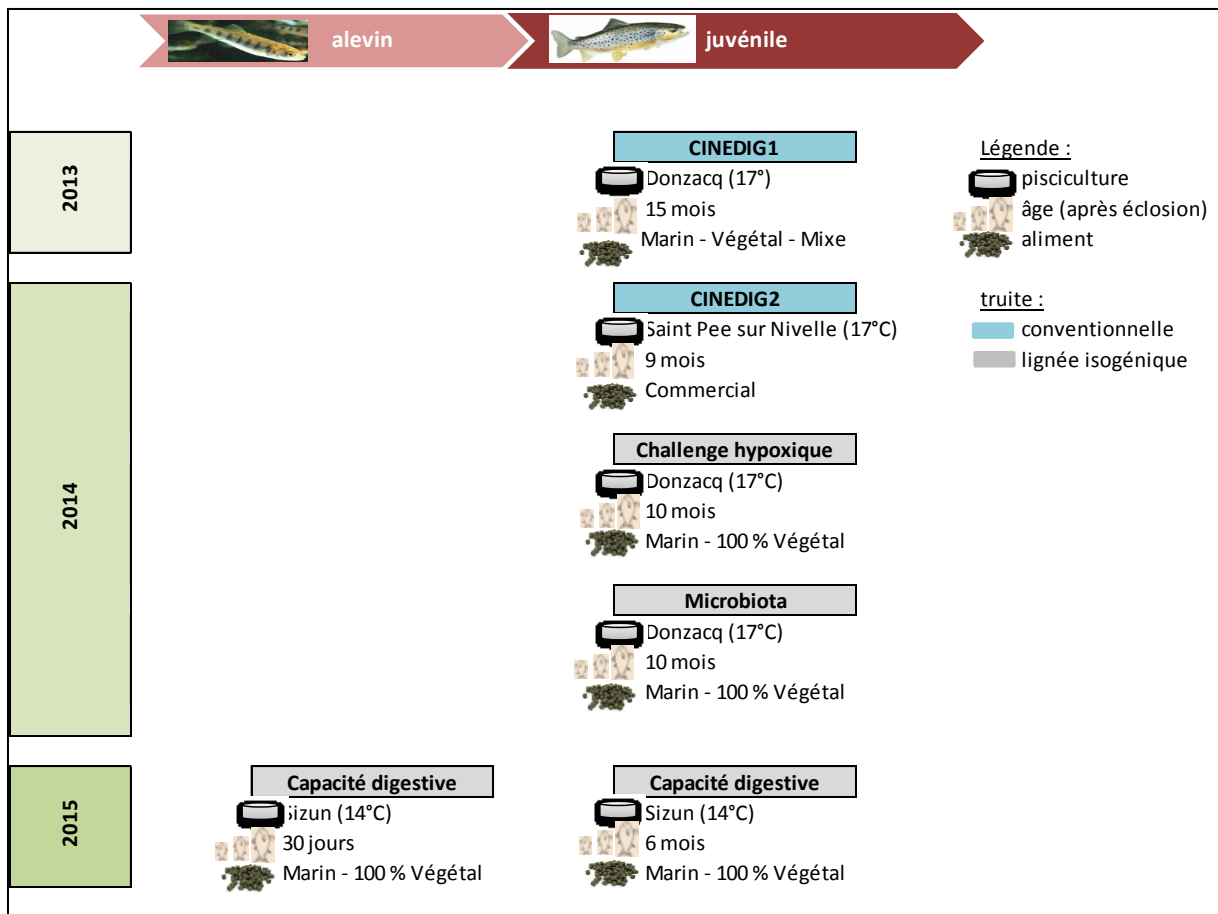 alevin
juvénile
2013
CINEDIG1
Donzacq (17°)
15 mois
Marin - Végétal - Mixe
Légende :
pisciculture
âge (après éclosion)
aliment
2014
CINEDIG2
Saint Pee sur Nivelle (17°C)
9 mois
Commercial
truite :
conventionnelle
lignée isogénique
Challenge hypoxique
Donzacq (17°C)
10 mois
Marin - 100 % Végétal
Microbiota
Donzacq (17°C)
10 mois
Marin - 100 % Végétal
2015
Capacité digestive
Sizun (14°C)
30 jours
Marin - 100 % Végétal
Capacité digestive
Sizun (14°C)
6 mois
Marin - 100 % Végétal